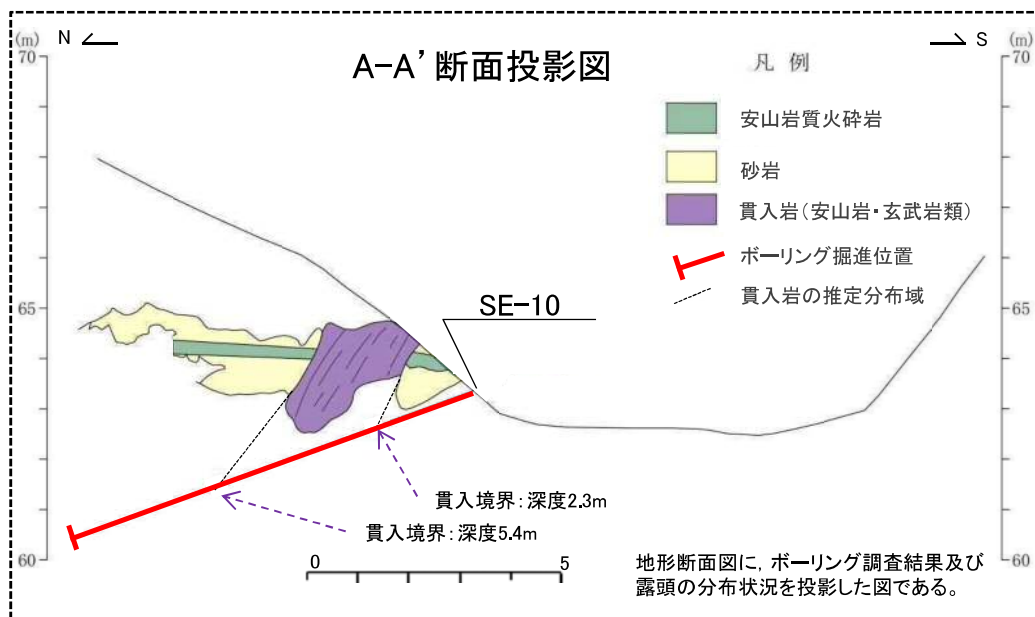 (m) N
S (m)
70
70
A-A’断面投影図
凡 例
安山岩質火砕岩
砂岩
貫入岩(安山岩・玄武岩類)
ボーリング掘進位置
貫入岩の推定分布域
65
65
SE-10
貫入境界:深度2.3m
貫入境界:深度5.4m
60
60
0 5
地形断面図に,ボーリング調査結果及び
露頭の分布状況を投影した図である。